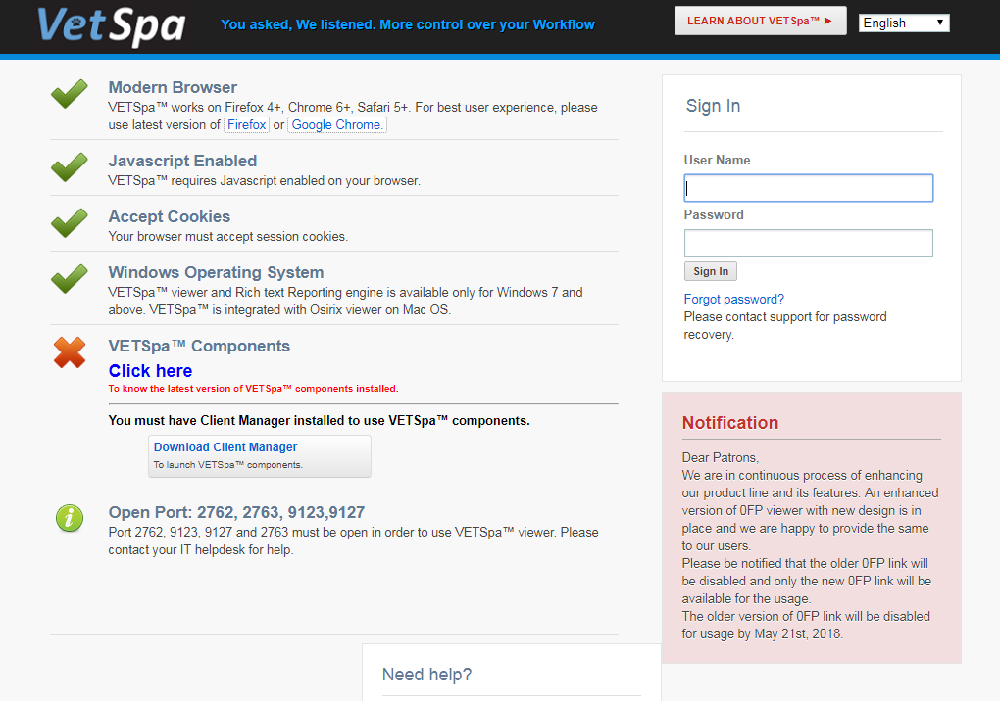 VetSpa
You asked, We listened. More control over your Workflow
LEARN ABOUT VETSpa™ ►
English ▼
Modern Browser
VETSpa™ works on Firefox 4+, Chrome 6+, Safari 5+. For best user experience, please
use latest version of Firefox or Google Chrome.
Javascript Enabled
VETSpa™ requires Javascript enabled on your browser.
Accept Cookies
Your browser must accept session cookies.
Windows Operating System
VETSpa™ viewer and Rich text Reporting engine is available only for Windows 7 and
above. VETSpa™ is integrated with Osirix viewer on Mac OS.
VETSpa™ Components
Click here
To know the latest version of VETSpa™ components installed.
You must have Client Manager installed to use VETSpa™ components.
Download Client Manager
To launch VETSpa™ components.
Open Port: 2762, 2763, 9123,9127
Port 2762, 9123, 9127 and 2763 must be open in order to use VETSpa™ viewer. Please
contact your IT helpdesk for help.
Sign In
User Name
Password
Sign In
Forgot password?
Please contact support for password
recovery.
Notification
Dear Patrons,
We are in continuous process of enhancing
our product line and its features. An enhanced
version of 0FP viewer with new design is in
place and we are happy to provide the same
to our users.
Please be notified that the older 0FP link will
be disabled and only the new 0FP link will be
available for the usage.
The older version of 0FP link will be disabled
for usage by May 21st, 2018.
Need help?